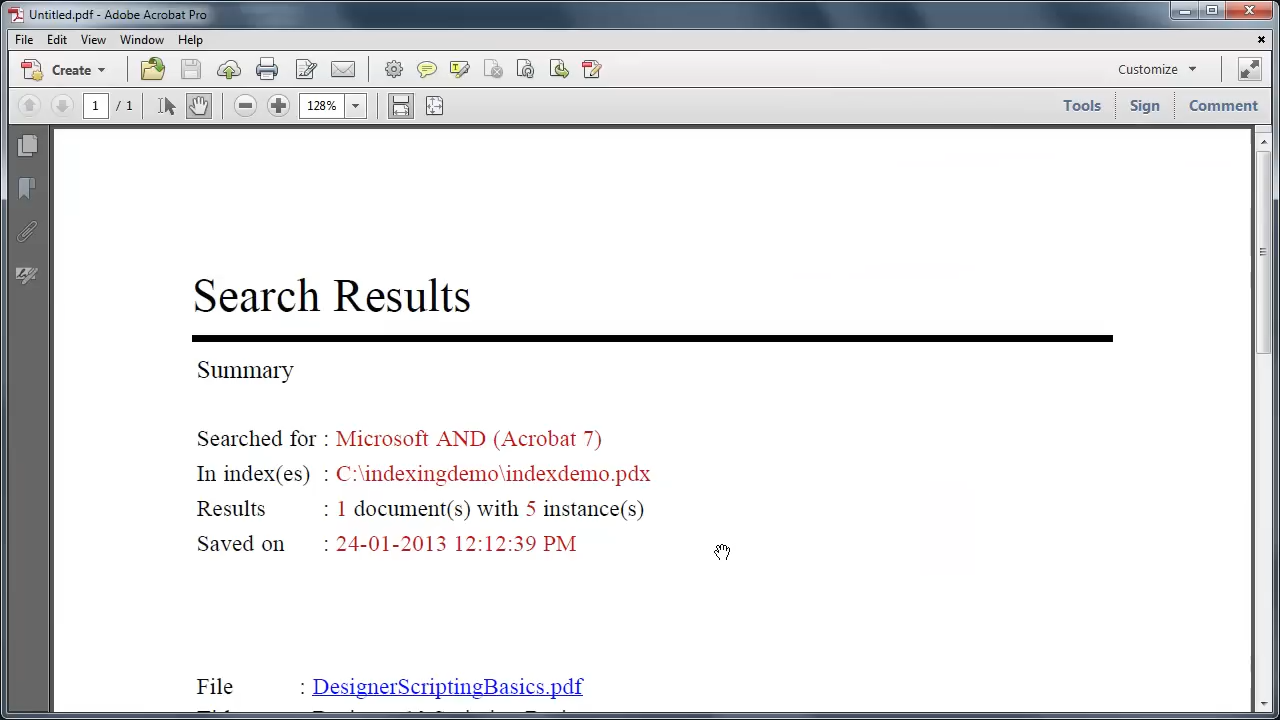 Untitled.pdf - Adobe Acrobat Pro
File Edit View Window Help
Create Customize
1 / 1 128% Tools Sign Comment
Search Results
Summary
Searched for : Microsoft AND (Acrobat 7)
In index(es) : C:\indexingdemo\indexdemo.pdx
Results : 1 document(s) with 5 instance(s)
Saved on : 24-01-2013 12:12:39 PM
File : DesignerScriptingBasics.pdf